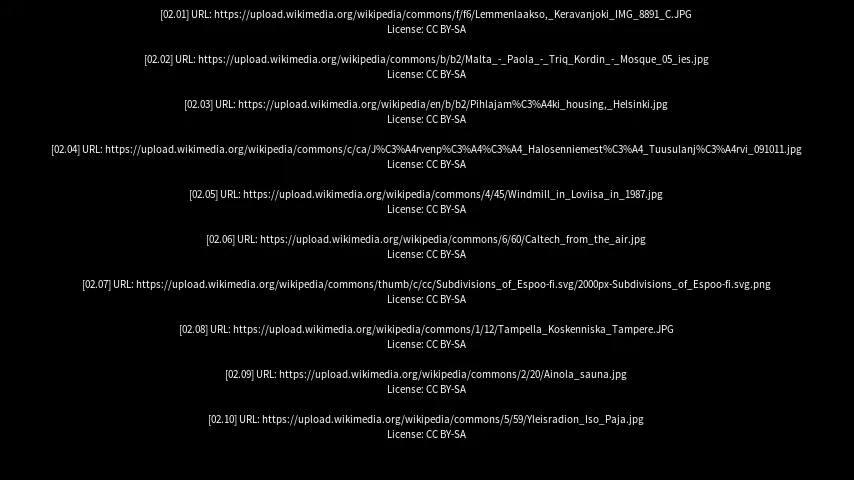 [02.01] URL: https://upload.wikimedia.org/wikipedia/commons/f/f6/Lemmenlaakso,_Keravanjoki_IMG_8891_C.JPG
License: CC BY-SA
[02.02] URL: https://upload.wikimedia.org/wikipedia/commons/b/b2/Malta_-_Paola_-_Triq_Kordin_-_Mosque_05_ies.jpg
License: CC BY-SA
[02.03] URL: https://upload.wikimedia.org/wikipedia/en/b/b2/Pihlajam%C3%A4ki_housing,_Helsinki.jpg
License: CC BY-SA
[02.04] URL: https://upload.wikimedia.org/wikipedia/commons/c/ca/J%C3%A4rvenp%C3%A4%C3%A4_Halosenniemest%C3%A4_Tuusulanj%C3%A4rvi_091011.jpg
License: CC BY-SA
[02.05] URL: https://upload.wikimedia.org/wikipedia/commons/4/45/Windmill_in_Loviisa_in_1987.jpg
License: CC BY-SA
[02.06] URL: https://upload.wikimedia.org/wikipedia/commons/6/60/Caltech_from_the_air.jpg
License: CC BY-SA
[02.07] URL: https://upload.wikimedia.org/wikipedia/commons/thumb/c/cc/Subdivisions_of_Espoo-fi.svg/2000px-Subdivisions_of_Espoo-fi.svg.png
License: CC BY-SA
[02.08] URL: https://upload.wikimedia.org/wikipedia/commons/1/12/Tampella_Koskenniska_Tampere.JPG
License: CC BY-SA
[02.09] URL: https://upload.wikimedia.org/wikipedia/commons/2/20/Ainola_sauna.jpg
License: CC BY-SA
[02.10] URL: https://upload.wikimedia.org/wikipedia/commons/5/59/Yleisradion_Iso_Paja.jpg
License: CC BY-SA